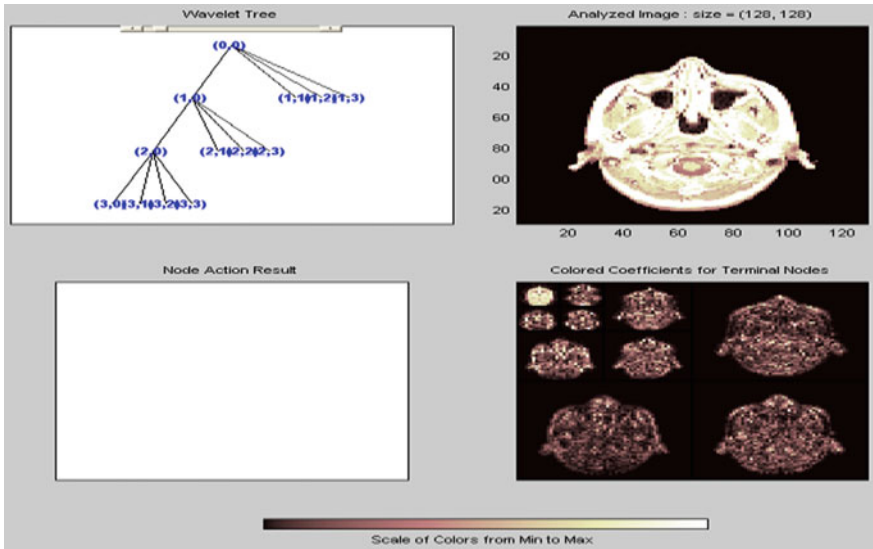 Wavelet Tree
(0,0)
(1,0) (1,1)(1,2)(1,3)
(2,0) (2,1)(2,2)(2,3)
(3,0)(3,1)(3,2)(3,3)
Analyzed Image : size = (128, 128)
20
40
60
80
00
20
20 40 60 80 100 120
Node Action Result
Colored Coefficients for Terminal Nodes
Scale of Colors from Min to Max